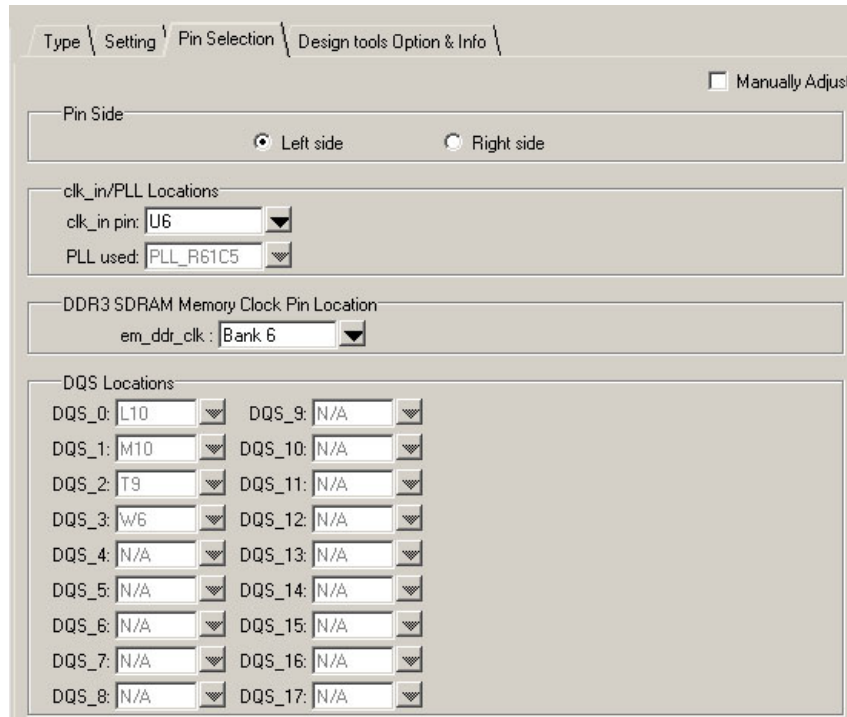 Type Setting Pin Selection Design tools Option & Info
Manually Adjus
Pin Side
Left side Right side
clk_in/PLL Locations
clk_in pin: U6
PLL used: PLL_R61C5
DDR3 SDRAM Memory Clock Pin Location
em_ddr_clk : Bank 6
DQS Locations
DQS_0: L10 DQS_9: N/A
DQS_1: M10 DQS_10: N/A
DQS_2: T9 DQS_11: N/A
DQS_3: W6 DQS_12: N/A
DQS_4: N/A DQS_13: N/A
DQS_5: N/A DQS_14: N/A
DQS_6: N/A DQS_15: N/A
DQS_7: N/A DQS_16: N/A
DQS_8: N/A DQS_17: N/A